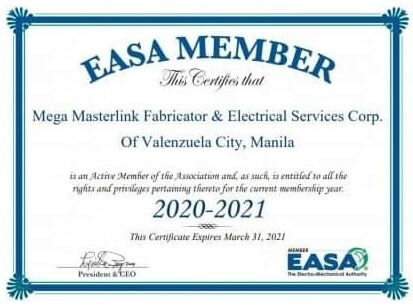 EASA MEMBER
This Certifies that
Mega Masterlink Fabricator & Electrical Services Corp.
Of Valenzuela City, Manila
is an Active Member of the Association and, as such, is entitled to all the
rights and privileges pertaining thereto for the current membership year.
2020-2021
This Certificate Expires March 31, 2021
President & CEO
MEMBER
EASA
The Electro•Mechanical Authority